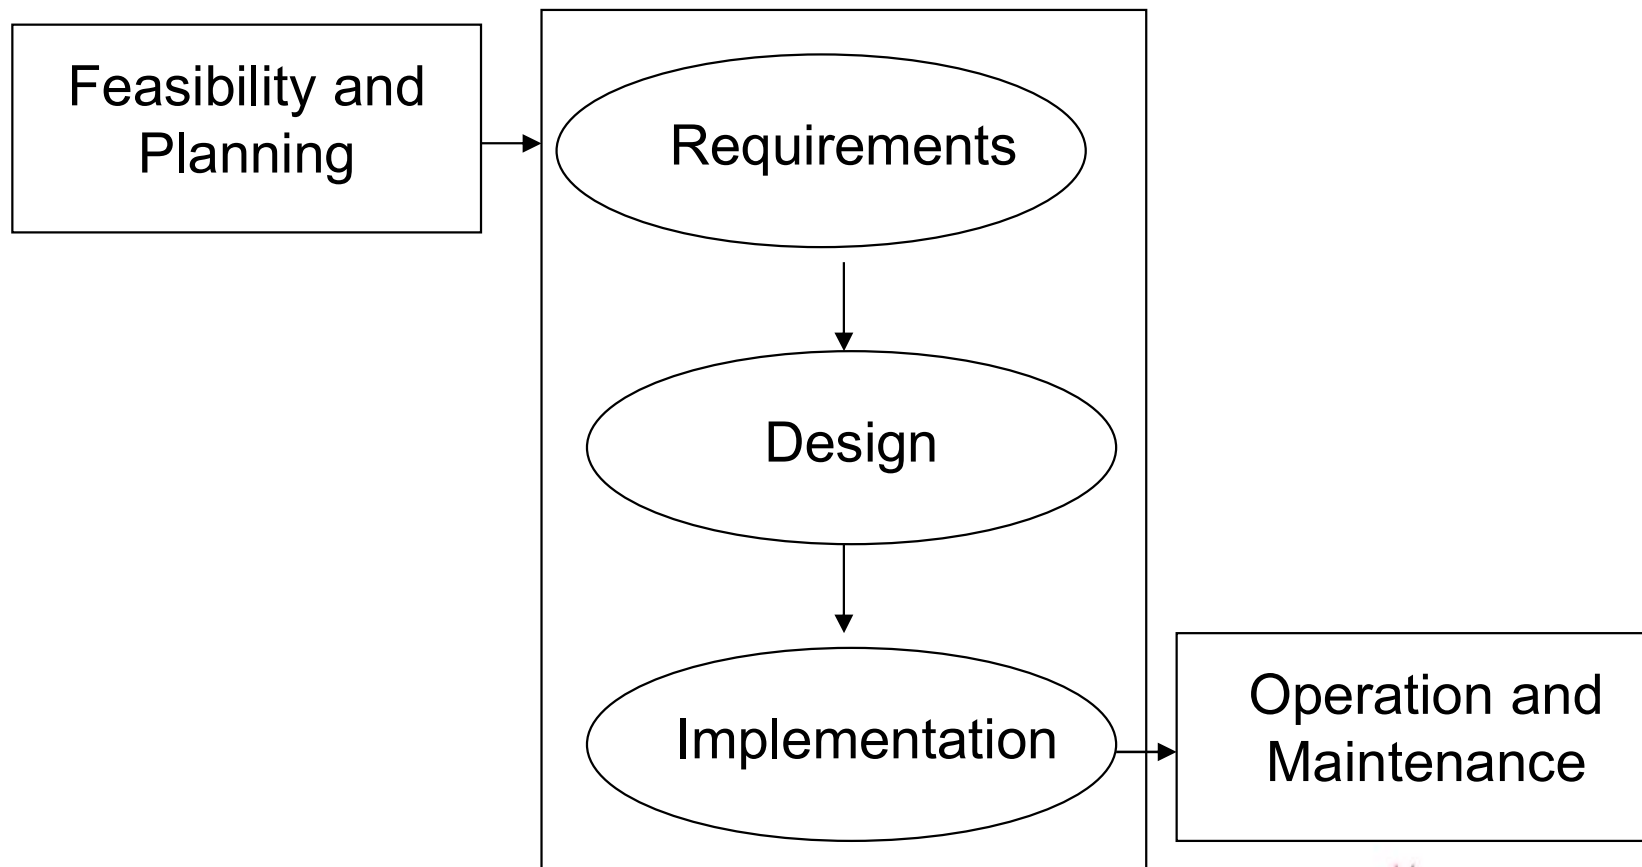 Feasibility and
Planning
Requirements
Design
Implementation
Operation and
Maintenance